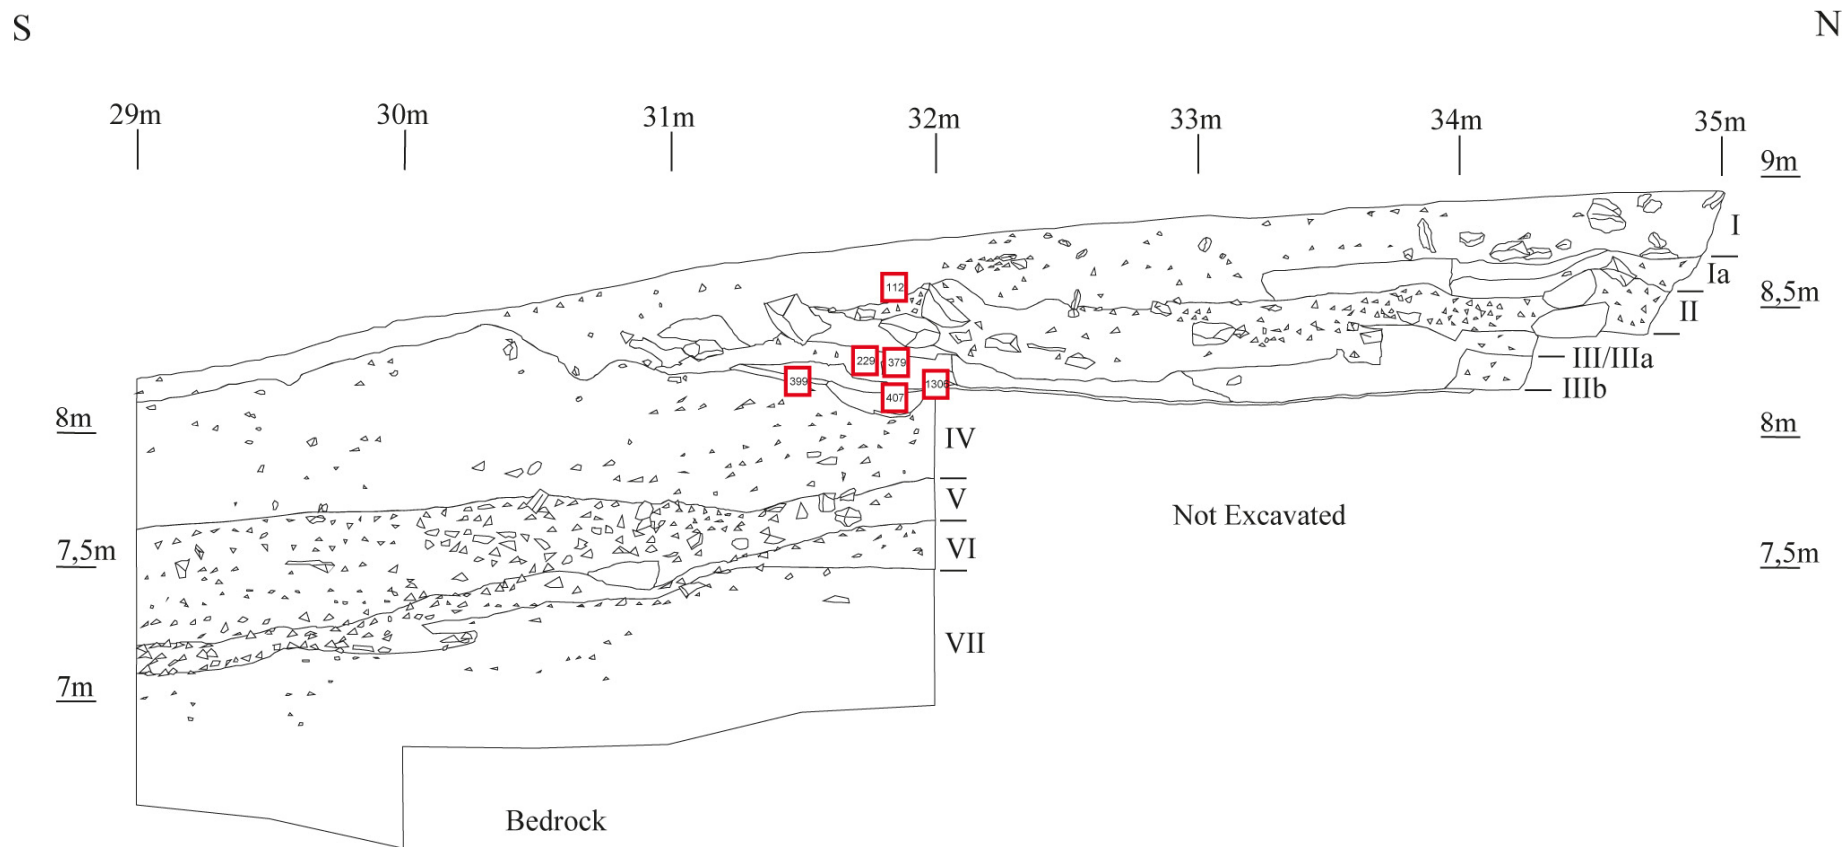 S N
29m 30m 31m 32m 33m 34m 35m
9m
I
Ia
8,5m
II
112
229 379
III/IIIa
399 1306
IIIb
407
8m 8m
IV
V
Not Excavated
7,5m VI 7,5m
VII
7m
Bedrock